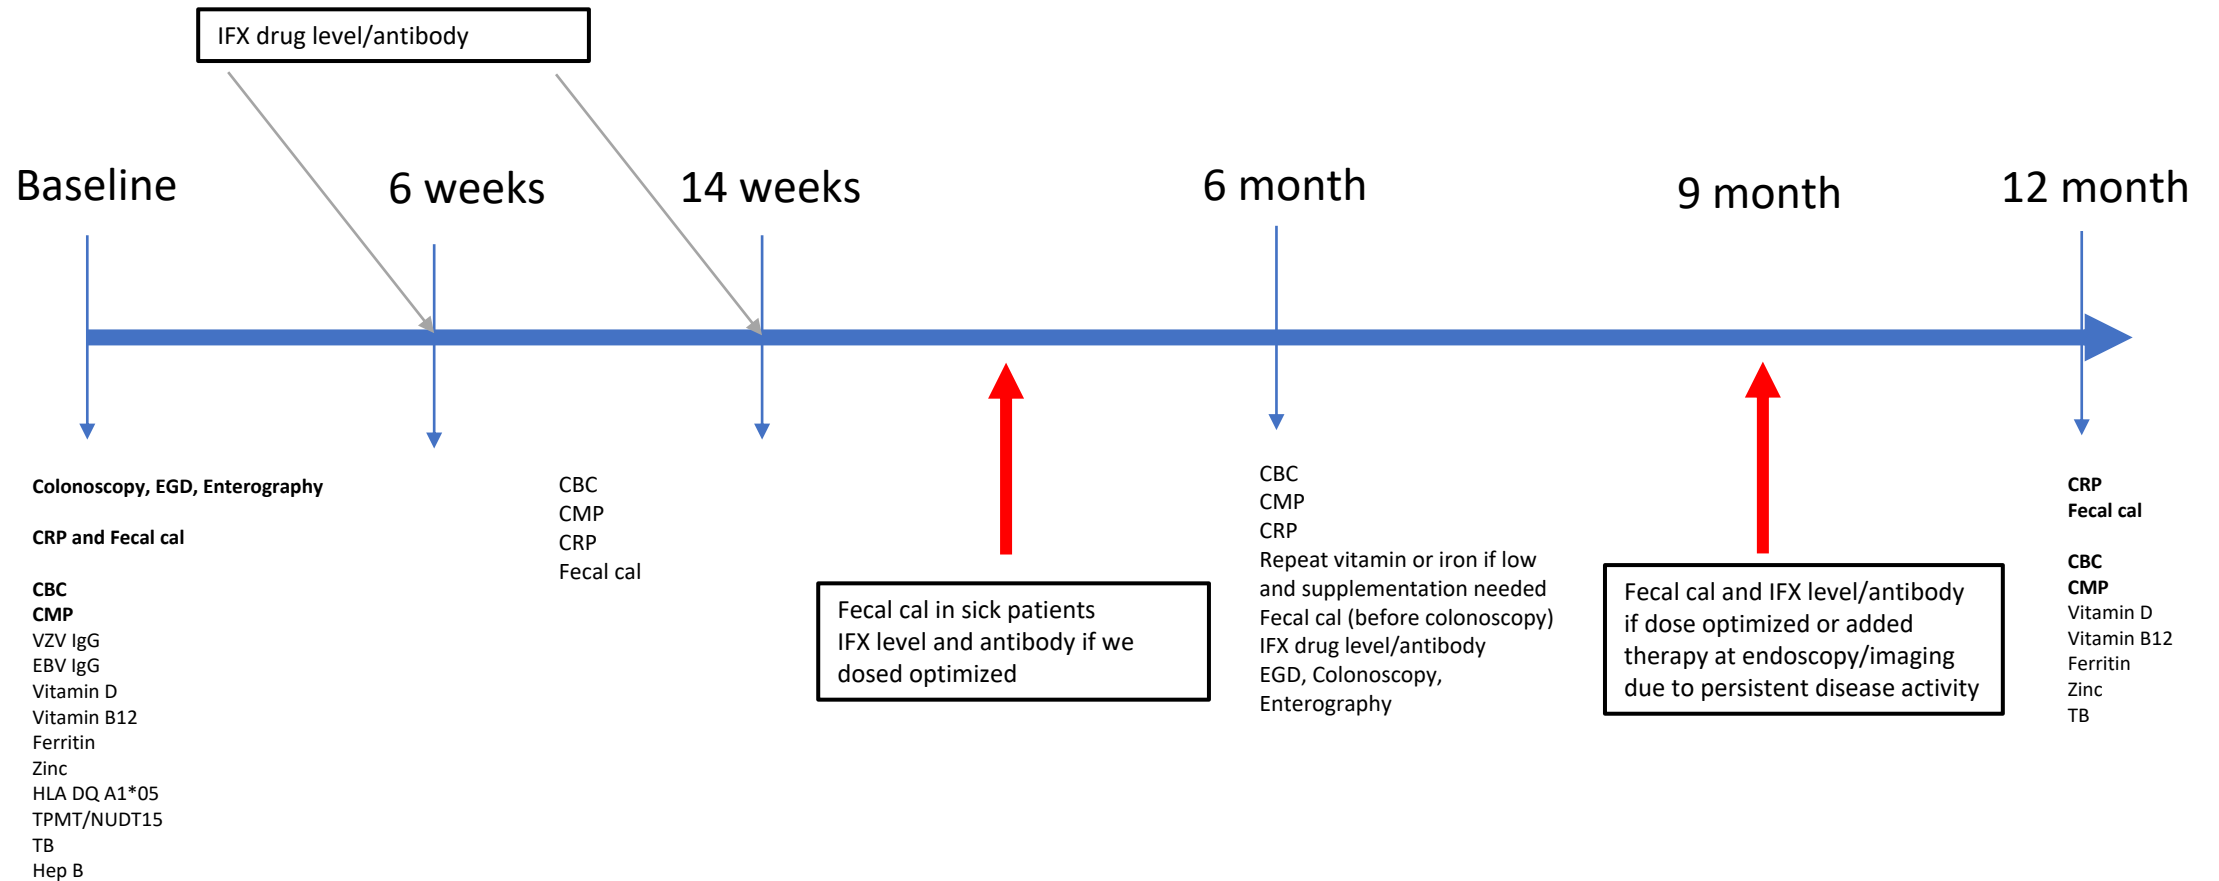 IFX drug level/antibody
Baseline
6 weeks
14 weeks
6 month
9 month
12 month
Colonoscopy, EGD, Enterography
CRP and Fecal cal
CBC
CMP
VZV IgG
EBV IgG
Vitamin D
Vitamin B12
Ferritin
Zinc
HLA DQ A1*05
TPMT/NUDT15
TB
Hep B
CBC
CMP
CRP
Fecal cal
Fecal cal in sick patients
IFX level and antibody if we
dosed optimized
CBC
CMP
CRP
Repeat vitamin or iron if low
and supplementation needed
Fecal cal (before colonoscopy)
IFX drug level/antibody
EGD, Colonoscopy,
Enterography
Fecal cal and IFX level/antibody
if dose optimized or added
therapy at endoscopy/imaging
due to persistent disease activity
CRP
Fecal cal
CBC
CMP
Vitamin D
Vitamin B12
Ferritin
Zinc
TB